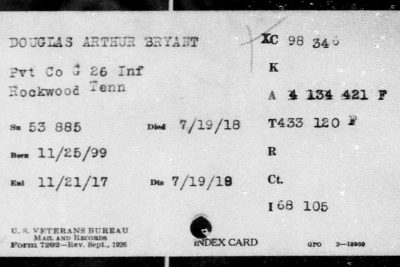 DOUGLAS ARTHUR BRYANT
XC 98 346
Pvt Co G 26 Inf
K
Rockwood Tenn
A 4 134 421 F
Sn 53 885
Died 7/19/18
T433 120 F
Born 11/25/99
R
Enl 11/21/17
Dis 7/19/18
Ct.
I 68 105
U. S. VETERANS BUREAU
MAIL AND RECORDS
Form 7202—Rev. Sept., 1926
INDEX CARD
GPO